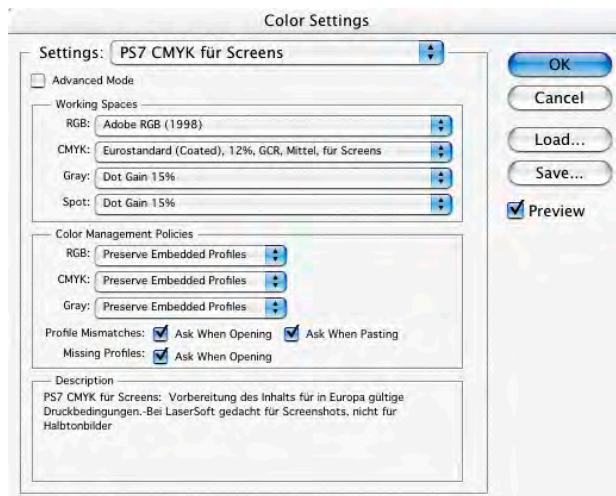 Color Settings
Settings: PS7 CMYK für Screens
OK
Advanced Mode
Cancel
Working Spaces
RGB: Adobe RGB (1998)
Load...
CMYK: Eurostandard (Coated), 12%, GCR, Mittel, für Screens
Gray: Dot Gain 15%
Save...
Spot: Dot Gain 15%
Preview
Color Management Policies
RGB: Preserve Embedded Profiles
CMYK: Preserve Embedded Profiles
Gray: Preserve Embedded Profiles
Profile Mismatches: Ask When Opening Ask When Pasting
Missing Profiles: Ask When Opening
Description
PS7 CMYK für Screens: Vorbereitung des Inhalts für in Europa gültige
Druckbedingungen.-Bei LaserSoft gedacht für Screenshots, nicht für
Halbtonbilder